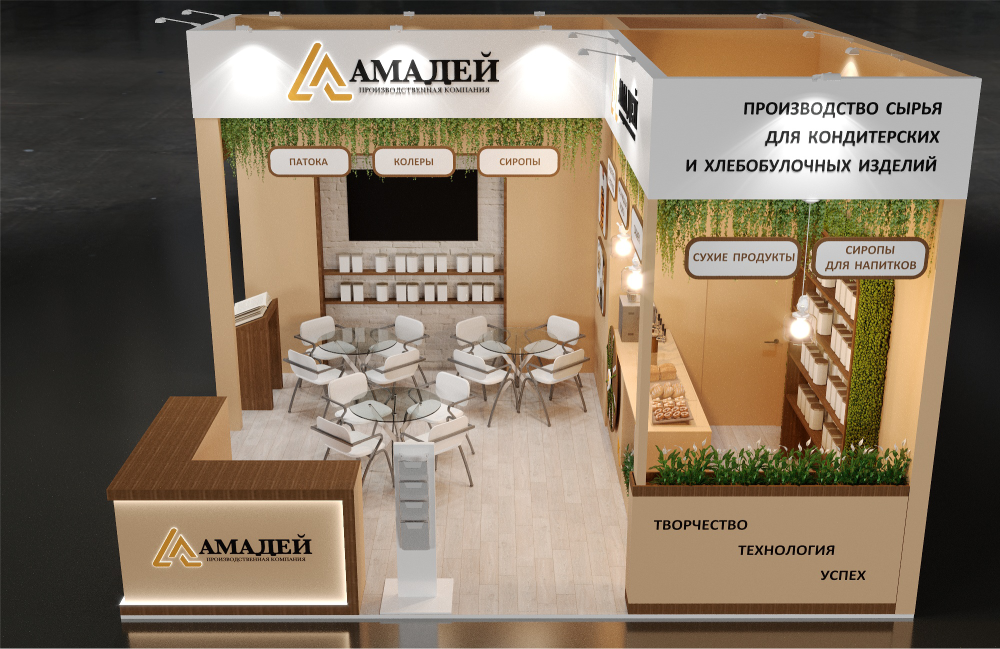 АМАДЕЙ
ПРОИЗВОДСТВЕННАЯ КОМПАНИЯ
ПАТОКА
КОЛЕРЫ
СИРОПЫ
ПРОИЗВОДСТВО СЫРЬЯ
ДЛЯ КОНДИТЕРСКИХ
И ХЛЕБОБУЛОЧНЫХ ИЗДЕЛИЙ
СУХИЕ ПРОДУКТЫ
СИРОПЫ
ДЛЯ НАПИТКОВ
АМАДЕЙ
ПРОИЗВОДСТВЕННАЯ КОМПАНИЯ
ТВОРЧЕСТВО
ТЕХНОЛОГИЯ
УСПЕХ